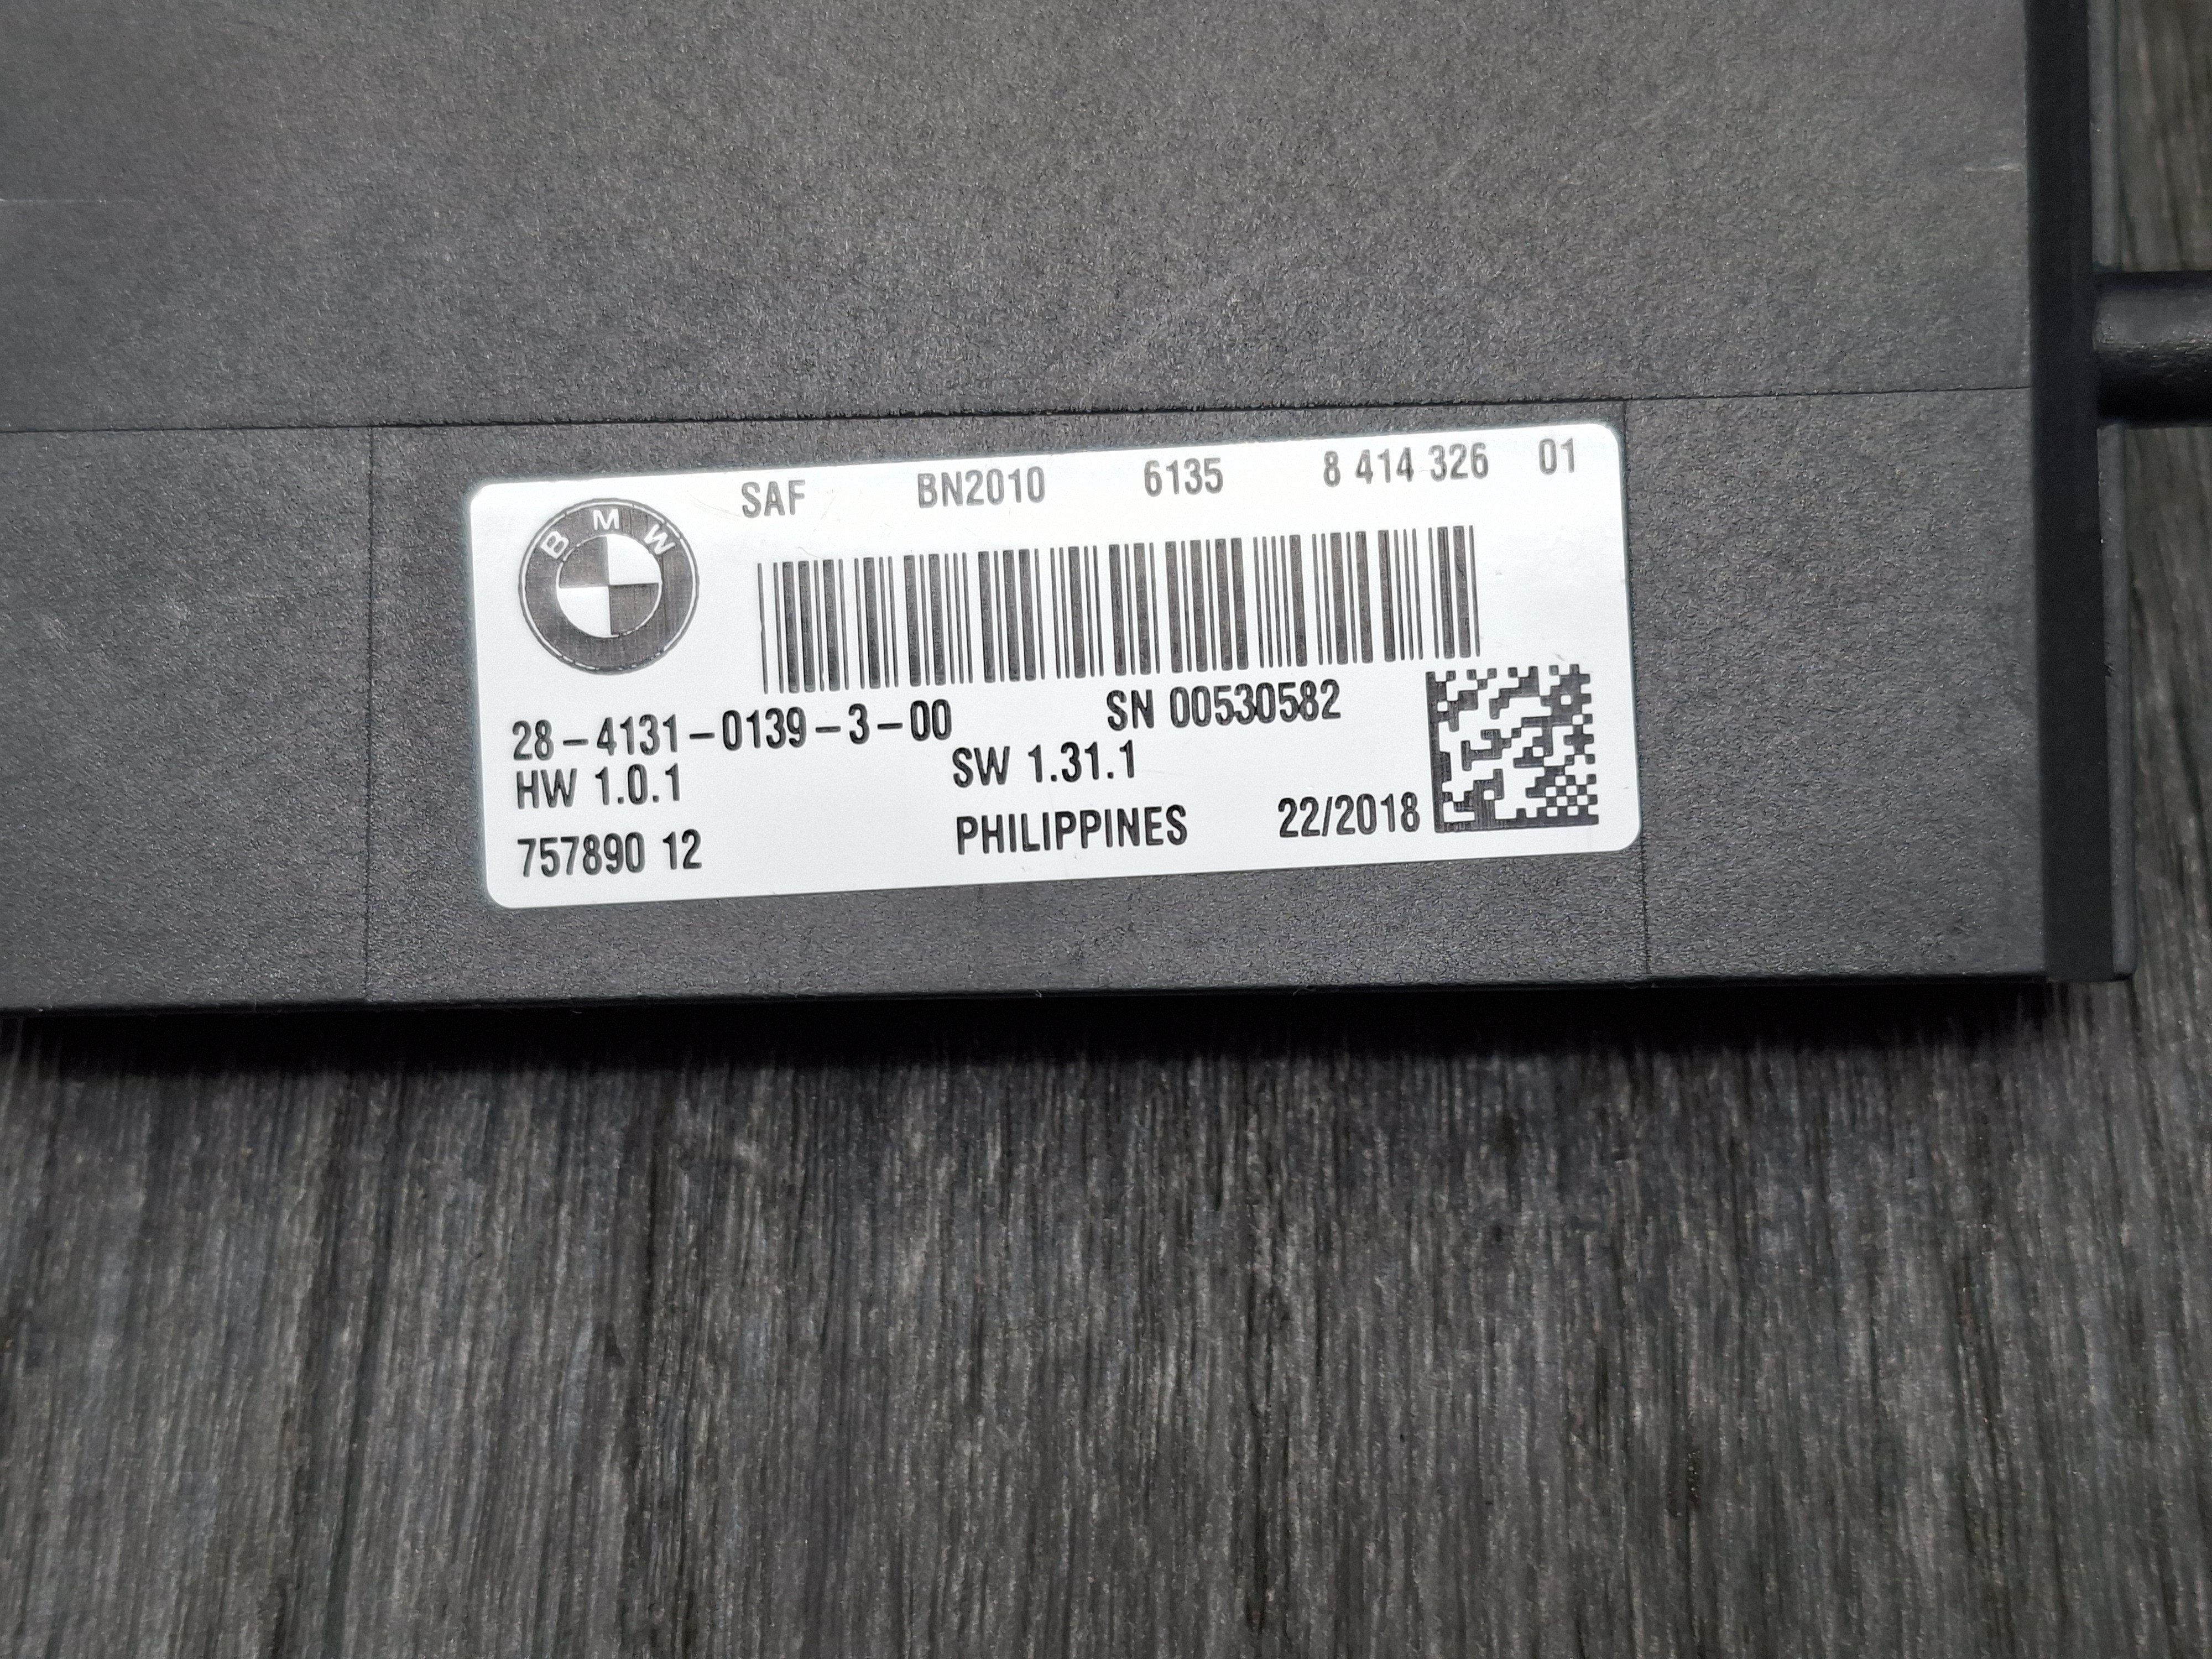 SAF BN2010 6135 8 414 326 01
BMW
28-4131-0139-3-00 SN 00530582
HW 1.0.1 SW 1.31.1
757890 12 PHILIPPINES 22/2018